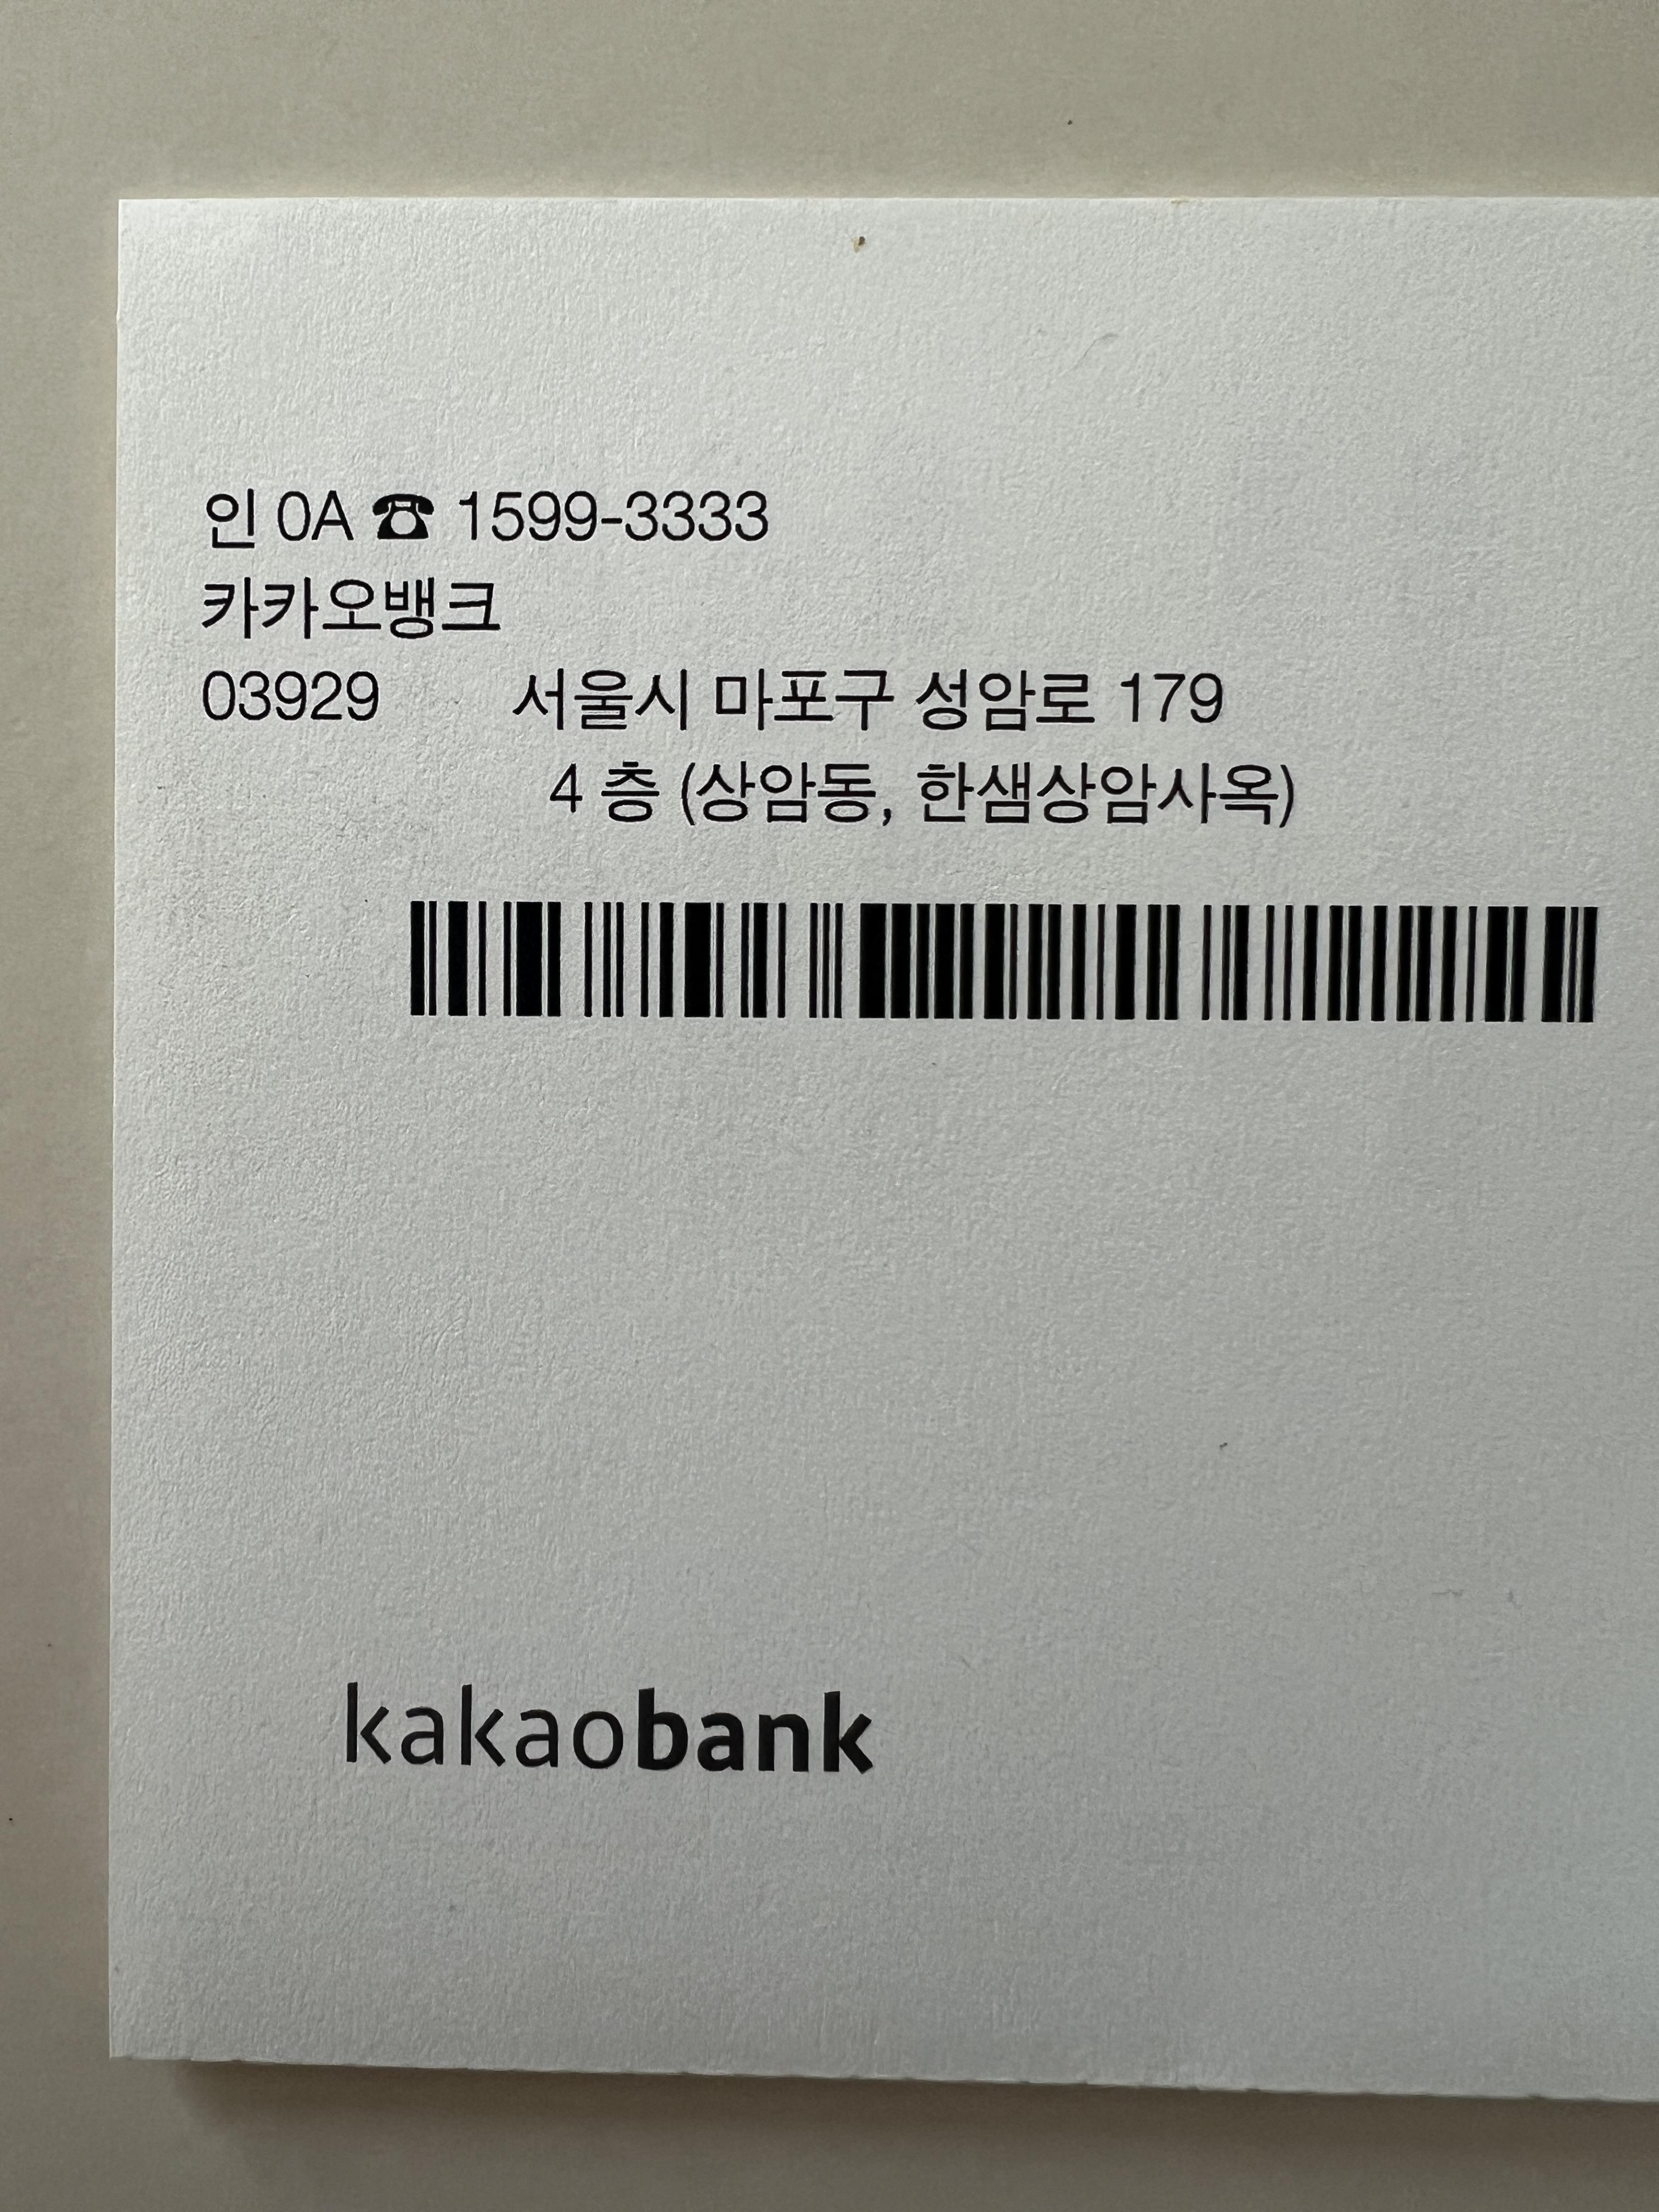 인 0A ☎ 1599-3333
카카오뱅크
03929 서울시 마포구 성암로 179
4 층 (상암동, 한샘상암사옥)
kakaobank